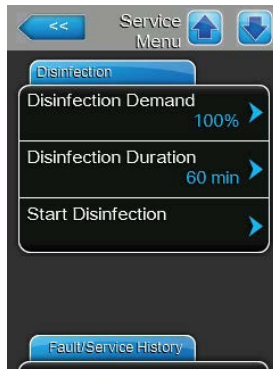 <<
Service
Menu
Disinfection
Disinfection Demand
100%
Disinfection Duration
60 min
Start Disinfection
Fault/Service History